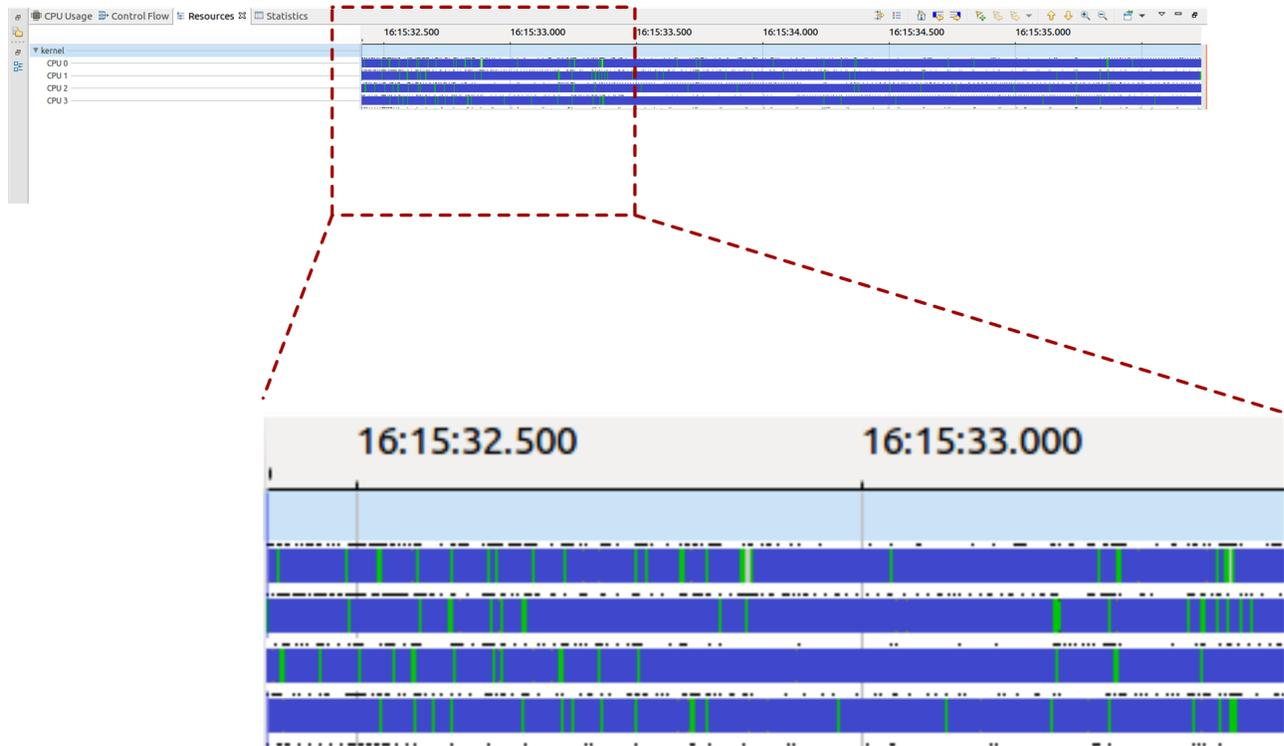 CPU Usage Control Flow Resources Statistics
16:15:32.500 16:15:33.000 16:15:33.500 16:15:34.000 16:15:34.500 16:15:35.000
kernel
CPU 0
CPU 1
CPU 2
CPU 3
16:15:32.500 16:15:33.000